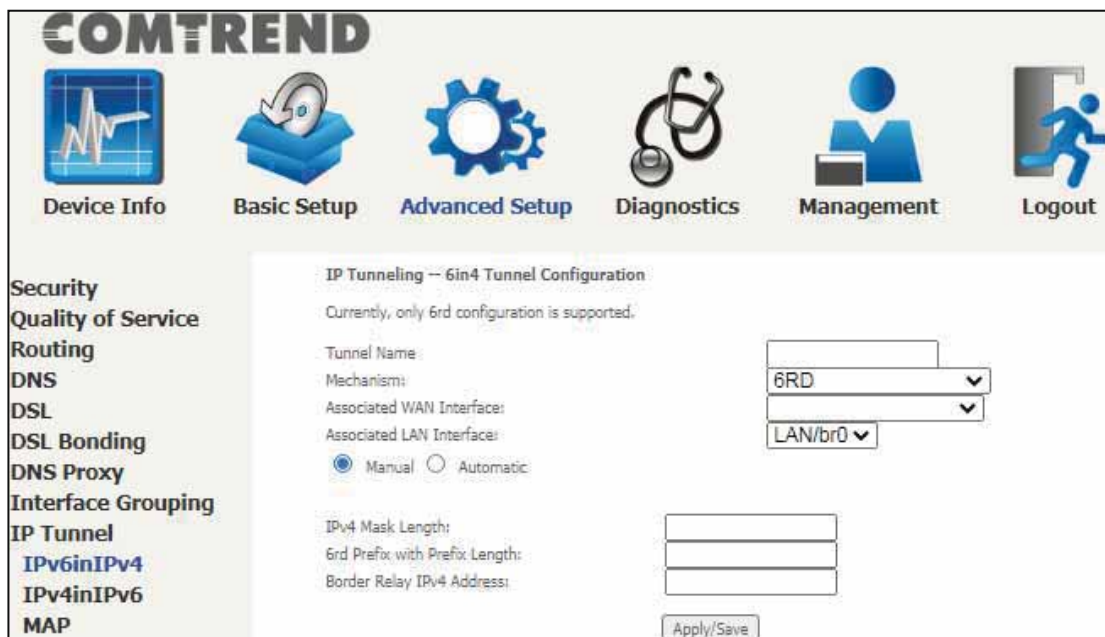 COMTREND
Device Info
Basic Setup
Advanced Setup
Diagnostics
Management
Logout
Security
Quality of Service
Routing
DNS
DSL
DSL Bonding
DNS Proxy
Interface Grouping
IP Tunnel
IPv6inIPv4
IPv4inIPv6
MAP
IP Tunneling -- 6in4 Tunnel Configuration
Currently, only 6rd configuration is supported.
Tunnel Name
Mechanism: 6RD
Associated WAN Interface:
Associated LAN Interface: LAN/br0
Manual Automatic
IPv4 Mask Length:
6rd Prefix with Prefix Length:
Border Relay IPv4 Address:
Apply/Save